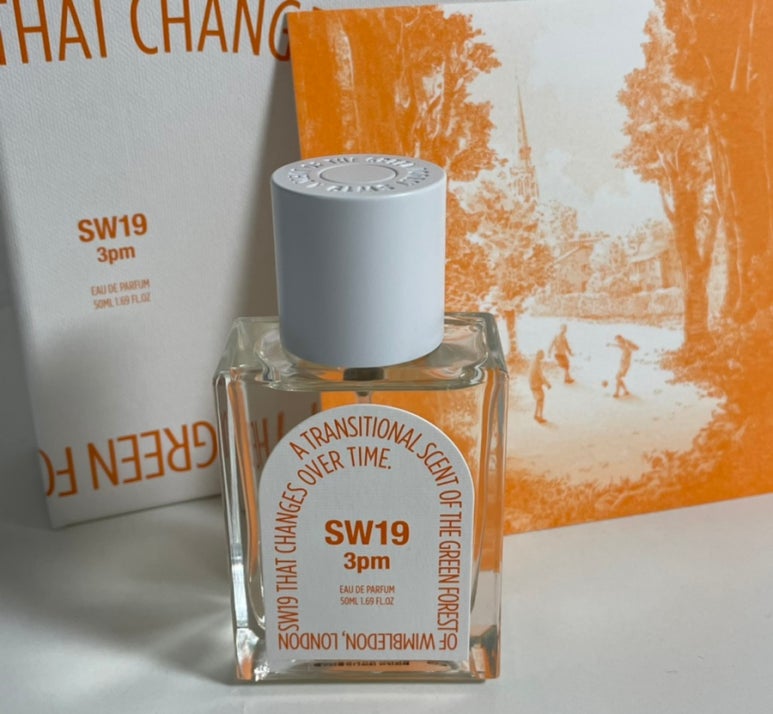 THAT CHANG
SW19
3pm
EAU DE PARFUM
50ML 1.69 FL.OZ
GREEN FO
A TRANSITIONAL SCENT OF THE GREEN FOREST
OF WIMBLEDON, LONDON
SW19 THAT CHANGES OVER TIME.
SW19
3pm
EAU DE PARFUM
50ML 1.69 FL.OZ